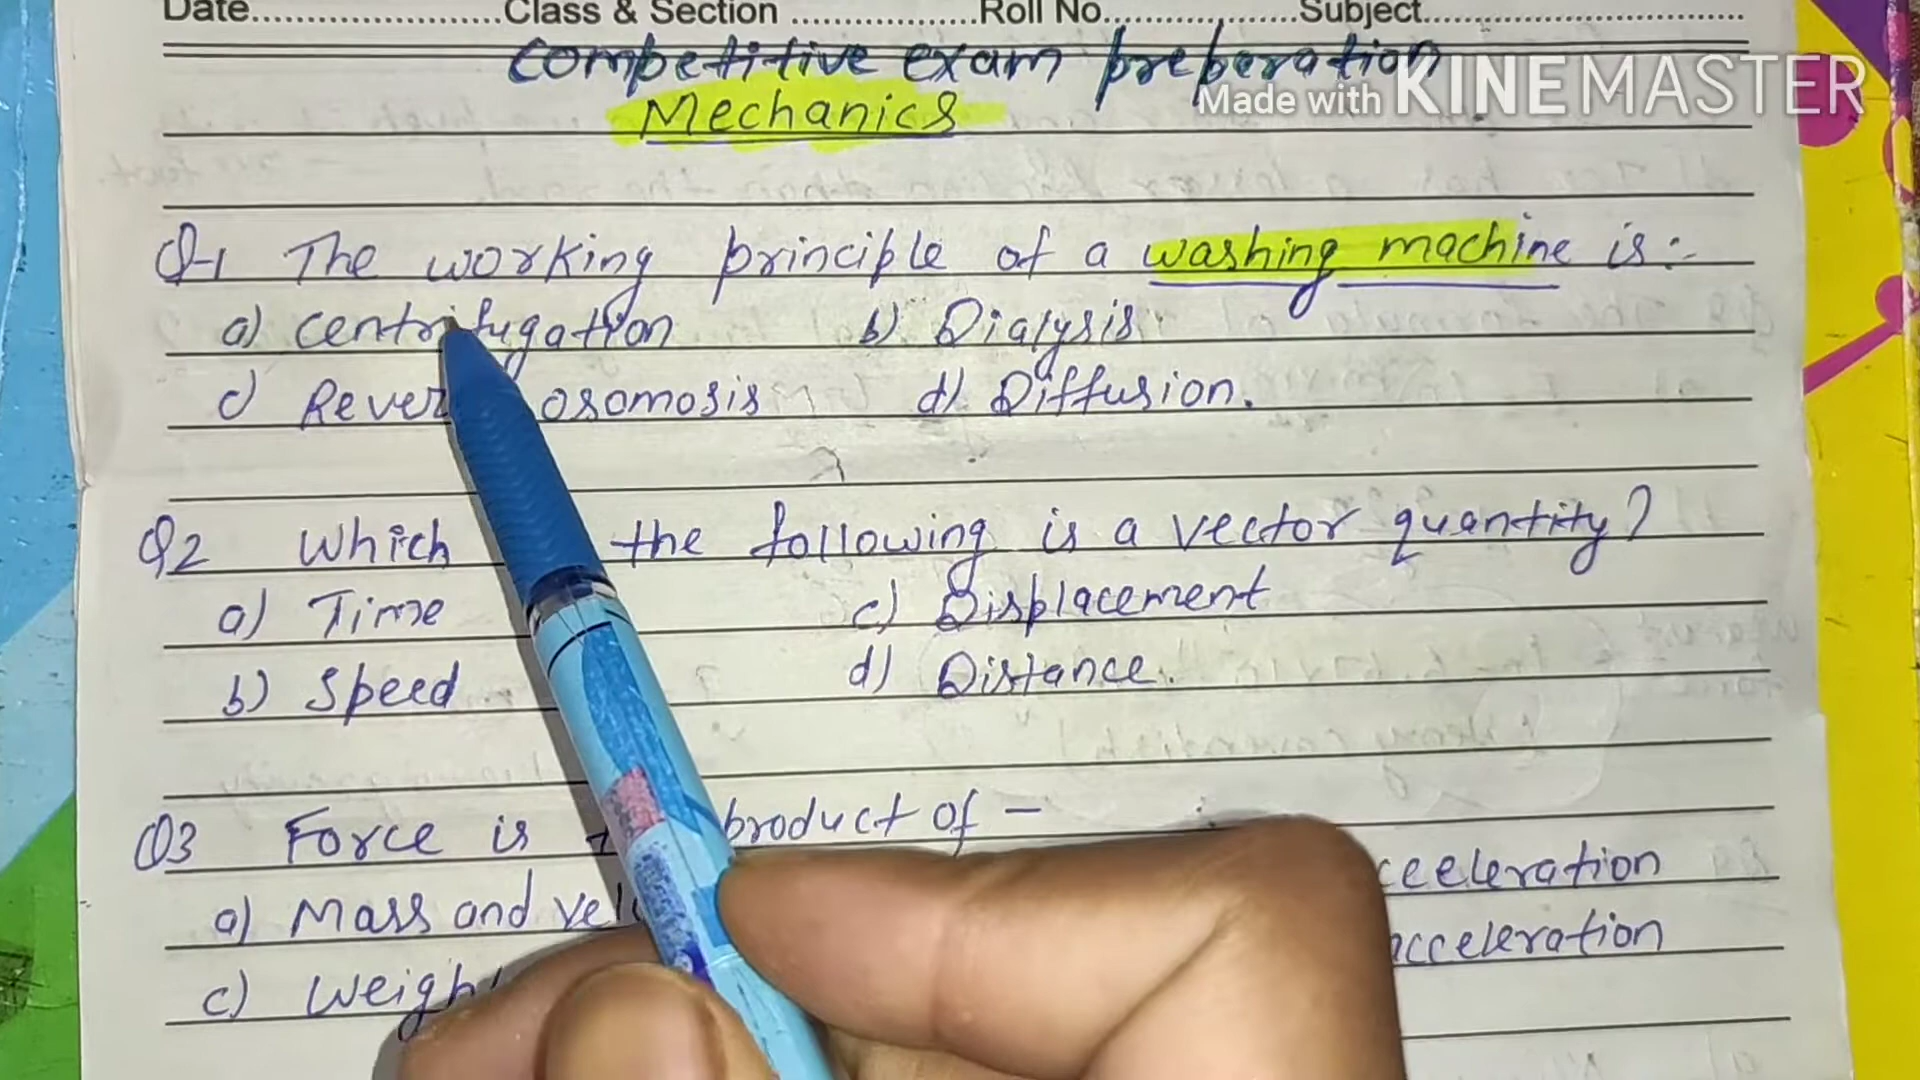 Date..............................Class & Section ......................Roll No.......................Subject.......................................
Competitive exam preperation
Made with KINEMASTER
Mechanics
Q-1 The working principle of a washing machine is:-
a) Centrifugation b) Dialysis
c) Rever osomosis d) Diffusion.
Q2 Which the following is a vector quantity?
a) Time c) Displacement
b) Speed d) Distance.
Q3 Force is product of -
a) Mass and vel cceleration
c) Weigh acceleration